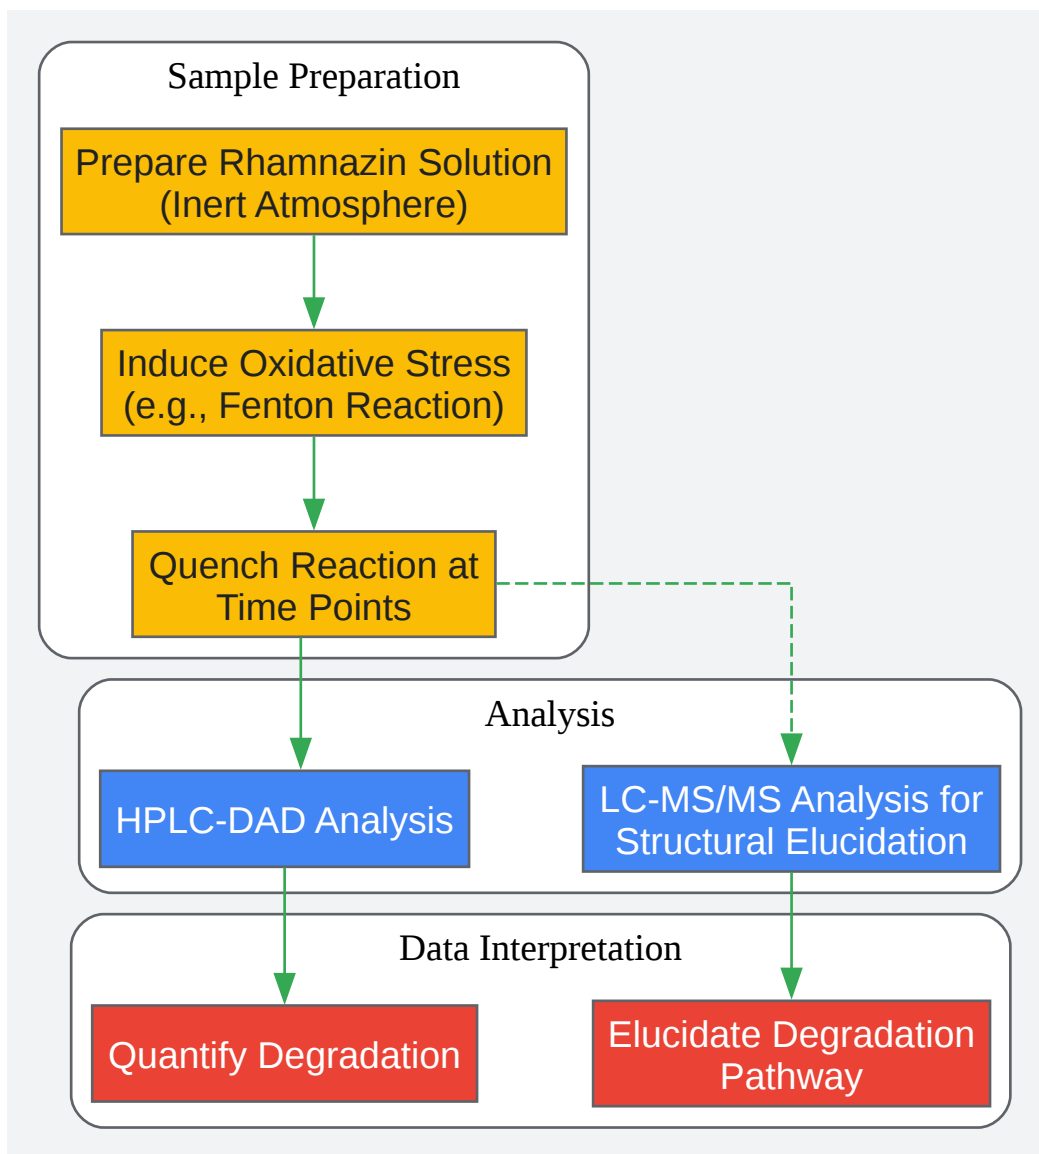 Sample Preparation
Prepare Rhamnazin Solution
(Inert Atmosphere)
Induce Oxidative Stress
(e.g., Fenton Reaction)
Quench Reaction at
Time Points
Analysis
HPLC-DAD Analysis
LC-MS/MS Analysis for
Structural Elucidation
Data Interpretation
Quantify Degradation
Elucidate Degradation
Pathway